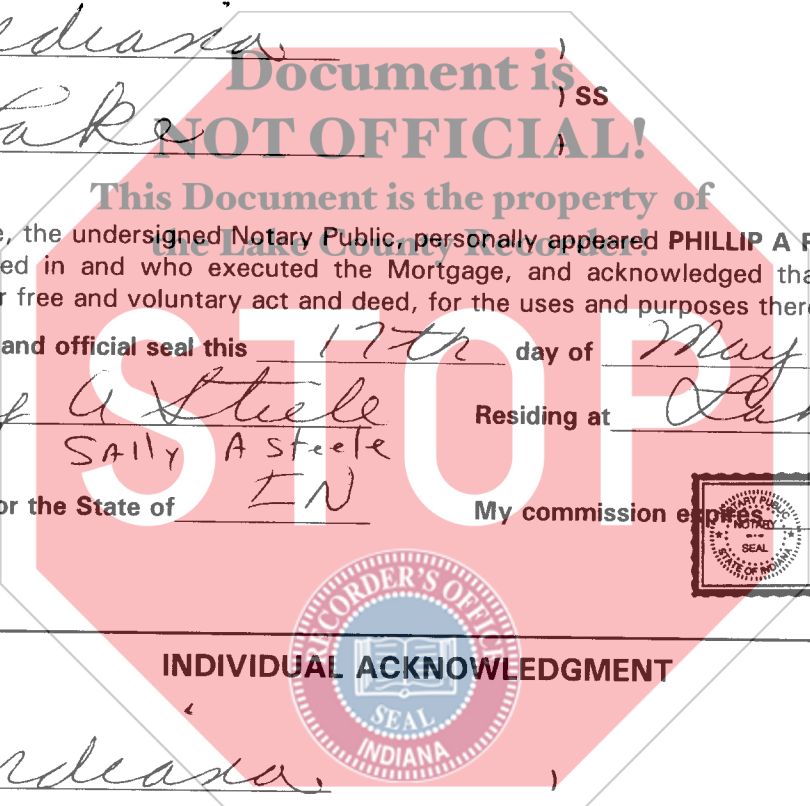 ndiana )
Document is
) SS
Lake )
NOT OFFICIAL!
This Document is the property of
e, the undersigned Notary Public, personally appeared PHILLIP A
the Lake County Recorder!
ed in and who executed the Mortgage, and acknowledged tha
r free and voluntary act and deed, for the uses and purposes there
and official seal this 17th day of May
STOP
y A Steele Residing at
SAlly A Steele
or the State of IN My commission expires
NOTARY PUBLIC
NOTARY
SEAL
STATE OF INDIANA
RECORDER'S OFFICE
INDIVIDUAL ACKNOWLEDGMENT
SEAL
INDIANA
ndiana )